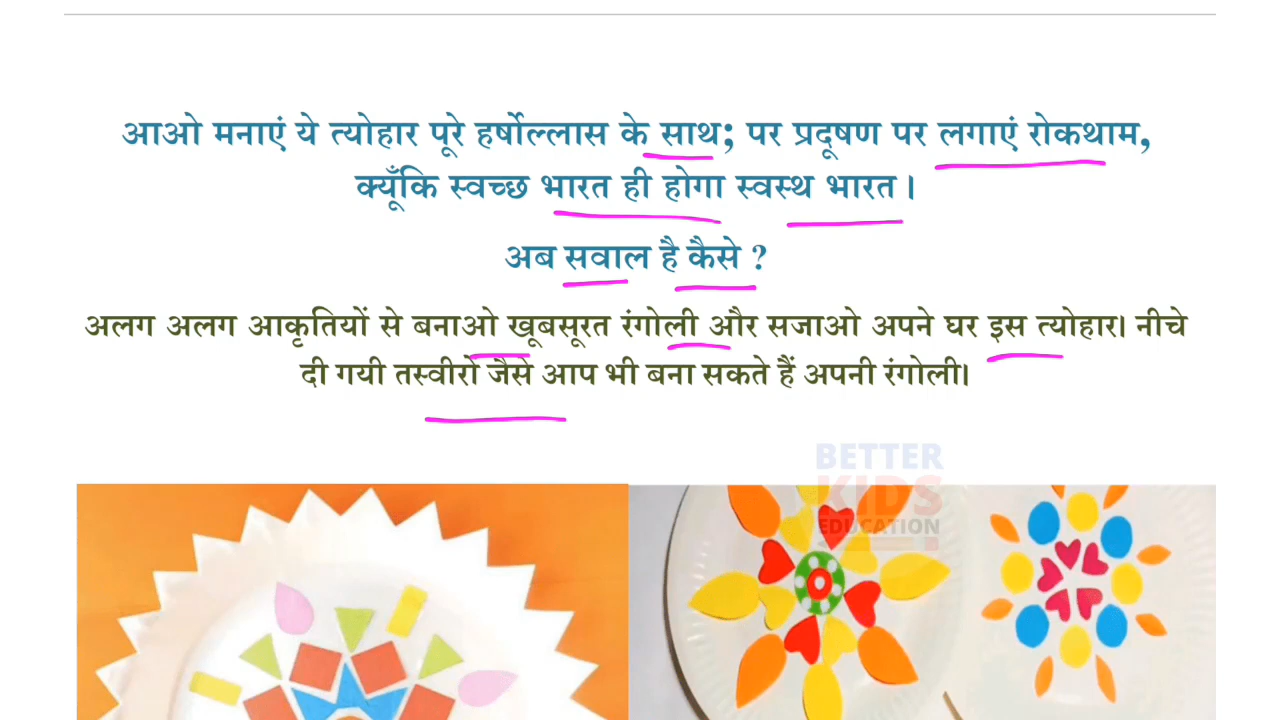 आओ मनाएं ये त्योहार पूरे हर्षोल्लास के साथ; पर प्रदूषण पर लगाएं रोकथाम,
क्यूँकि स्वच्छ भारत ही होगा स्वस्थ भारत।
अब सवाल है कैसे ?
अलग अलग आकृतियों से बनाओ खूबसूरत रंगोली और सजाओ अपने घर इस त्योहार। नीचे
दी गयी तस्वीरों जैसे आप भी बना सकते हैं अपनी रंगोली।
BETTER
KIDS
EDUCATION